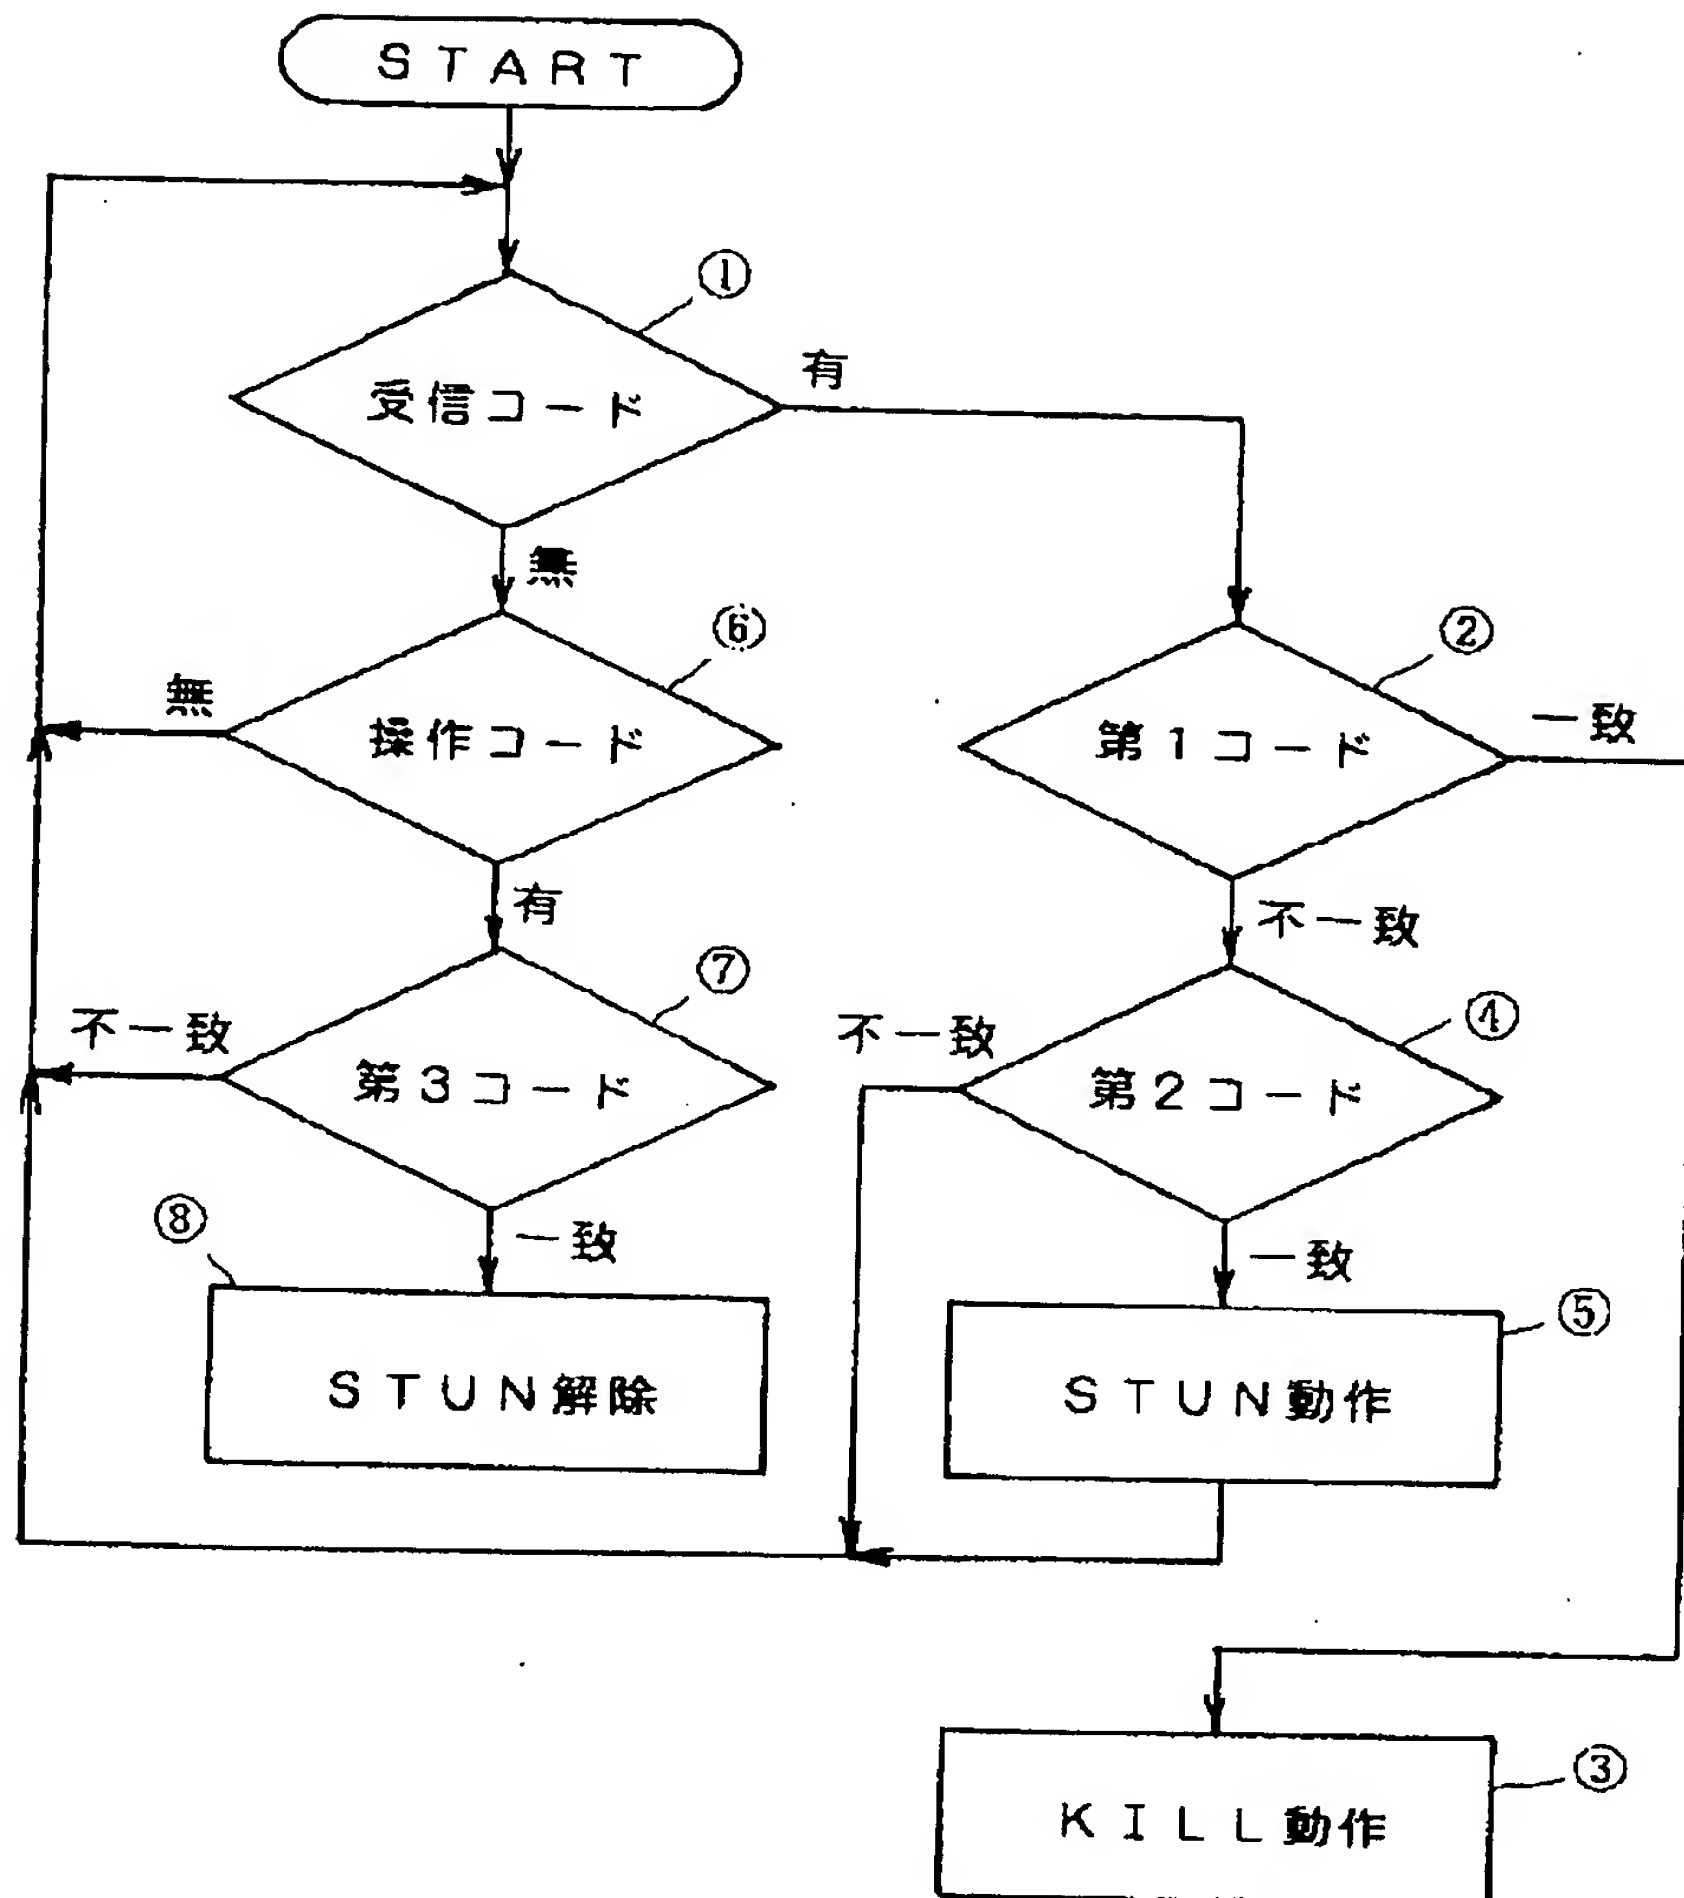 START
①
受信コード
有
無
⑥
操作コード
無
②
第1コード
一致
有
不一致
⑦
第3コード
不一致
④
第2コード
不一致
一致
一致
⑧
STUN解除
⑤
STUN動作
③
KILL動作